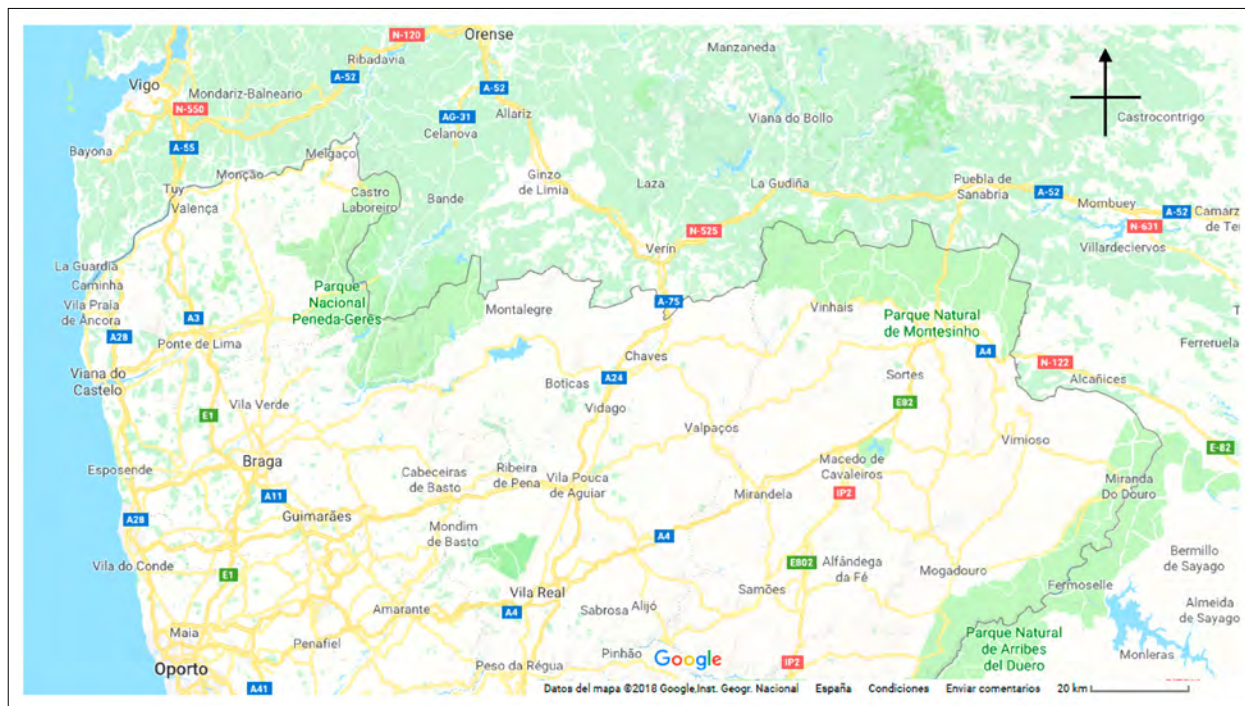 N-120
Orense
Ribadavia
Manzaneda
Vigo
A-52
A-52
Mondariz-Balneario
N-550
AG-31
Allariz
Viana do Bollo
Castrocontrigo
Celanova
A-55
Bayona
Melgaço
Monção
Ginzo
de Limia
Laza
La Gudiña
Puebla de
Sanabria
A-52
Tuy
Castro
Laboreiro
Bande
Mombuey
A-52
Valença
N-525
N-631
Verín
Villardeciervos
La Guardia
Caminha
Parque
Nacional
Peneda-Gerês
Vila Praia
de Âncora
A-75
Montalegre
Vinhais
Parque Natural
de Montesinho
A3
A28
Ponte de Lima
Ferreruela
Chaves
A4
N-122
Viana do
Castelo
Boticas
A24
Sortes
Alcañices
Vila Verde
E1
Vidago
E82
Valpaços
Vimioso
E-82
Braga
Esposende
Cabeceiras
de Basto
Ribeira
de Pena
Vila Pouca
de Aguiar
Macedo de
Cavaleiros
Miranda
Do Douro
A11
Mirandela
IP2
Guimarães
A28
Mondim
de Basto
A4
Bermillo
de Sayago
Vila do Conde
E1
E802
Alfândega
da Fé
Mogadouro
Fermoselle
Vila Real
Samões
Amarante
A4
Sabrosa
Alijó
Almeida
de Sayago
Maia
Penafiel
Parque Natural
de Arribes
del Duero
Pinhão
Google
Oporto
Peso da Régua
IP2
Monleras
A41
Datos del mapa ©2018 Google,Inst. Geogr. Nacional España Condiciones Enviar comentarios 20 km